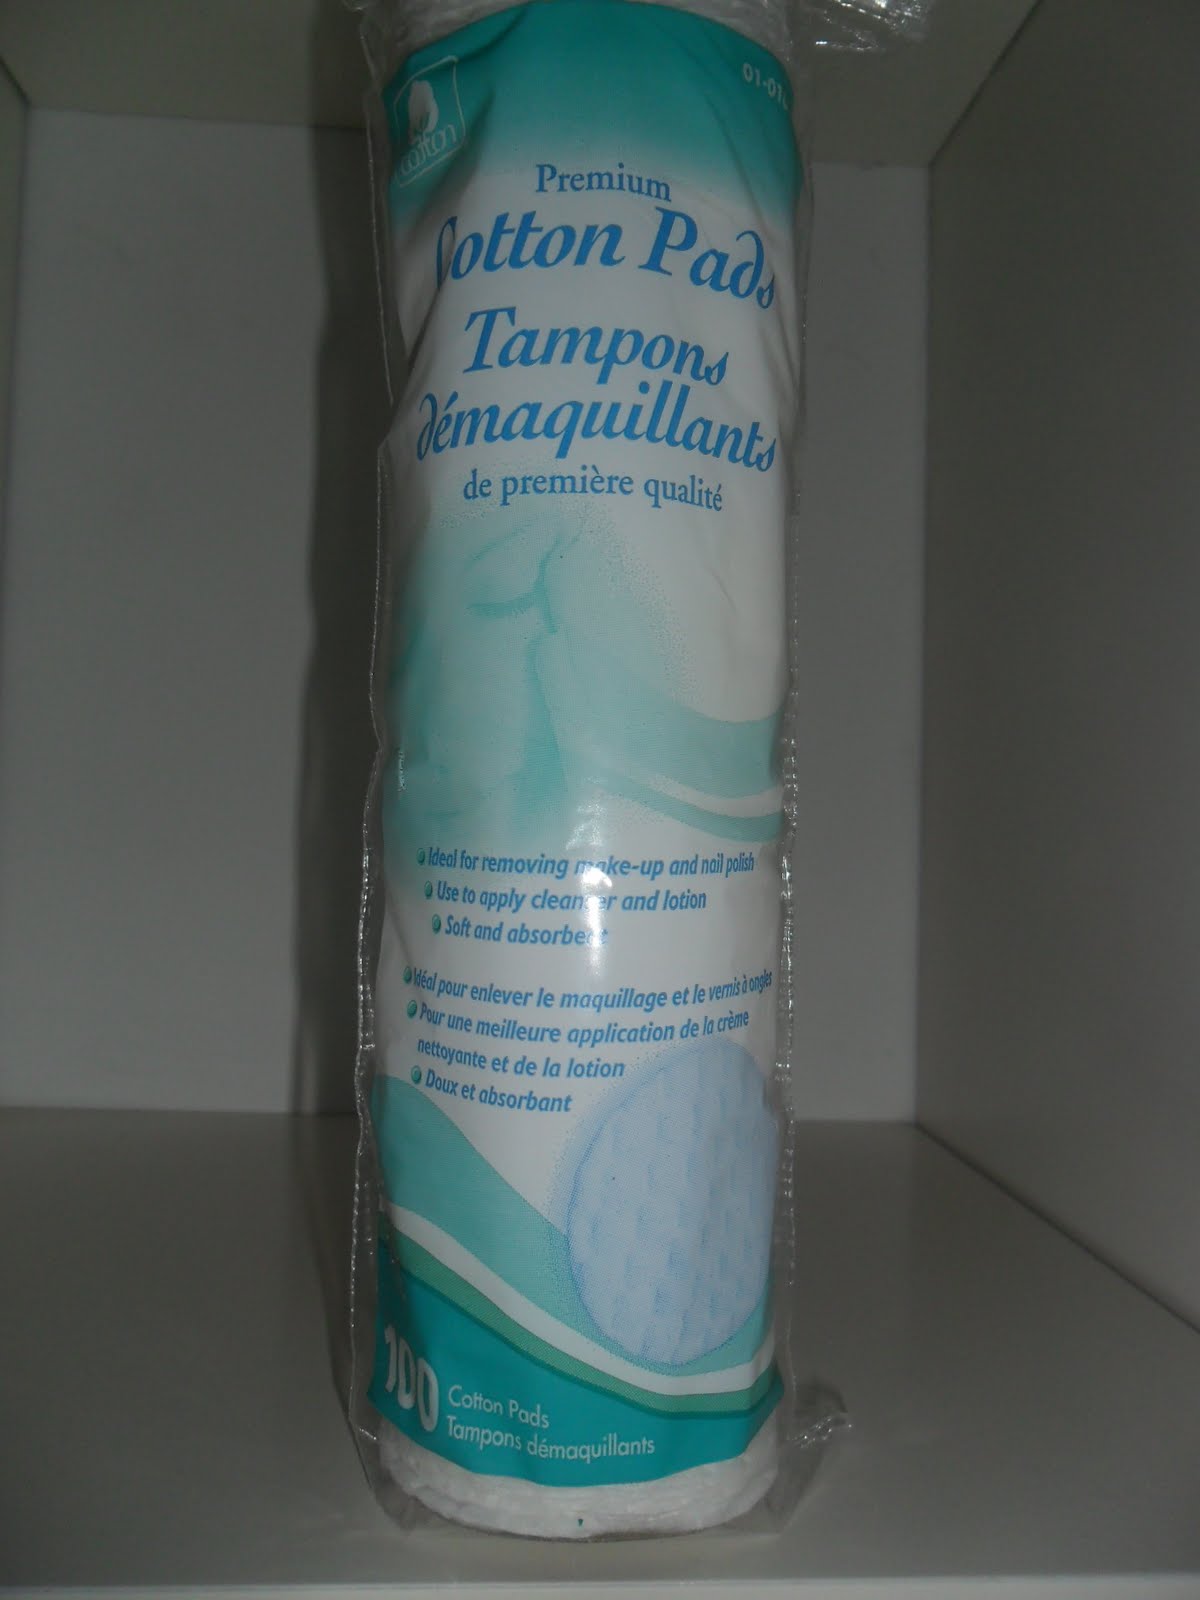 cotton
Premium
Cotton Pads
Tampons
démaquillants
de première qualité
Ideal for removing make-up and nail polish
Use to apply cleanser and lotion
Soft and absorbent
Idéal pour enlever le maquillage et le vernis à ongles
Pour une meilleure application de la crème
nettoyante et de la lotion
Doux et absorbant
100
Cotton Pads
Tampons démaquillants